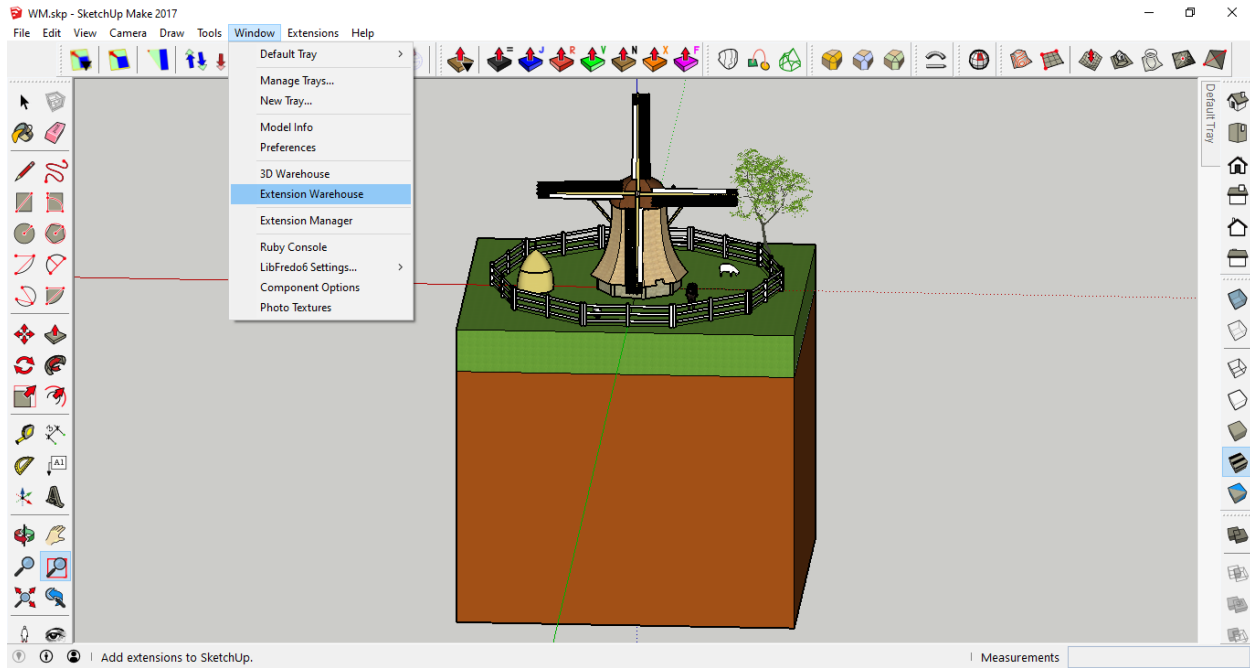 WM.skp - SketchUp Make 2017
File Edit View Camera Draw Tools Window Extensions Help
Default Tray
Manage Trays...
New Tray...
Model Info
Preferences
3D Warehouse
Extension Warehouse
Extension Manager
Ruby Console
LibFredo6 Settings...
Component Options
Photo Textures
= J R V N X F
Default Tray
A1
Add extensions to SketchUp.
Measurements